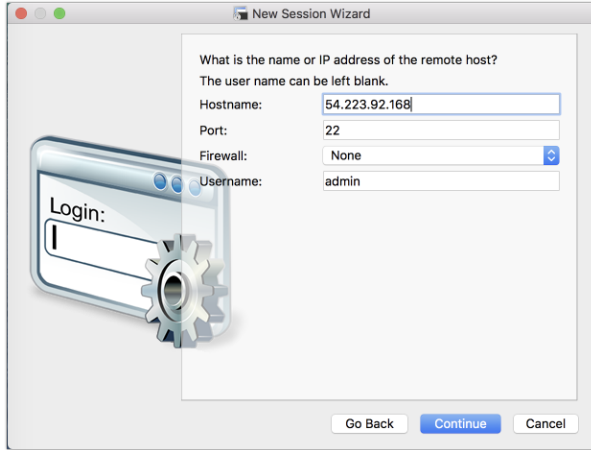 New Session Wizard
What is the name or IP address of the remote host?
The user name can be left blank.
Hostname: 54.223.92.168
Port: 22
Firewall: None
Username: admin
Login:
Go Back Continue Cancel